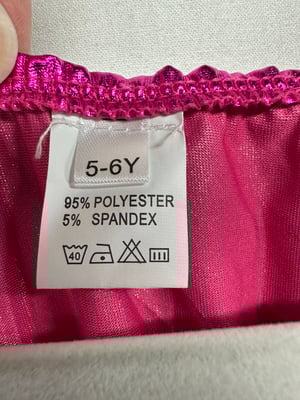 5-6Y
95% POLYESTER
5% SPANDEX
40